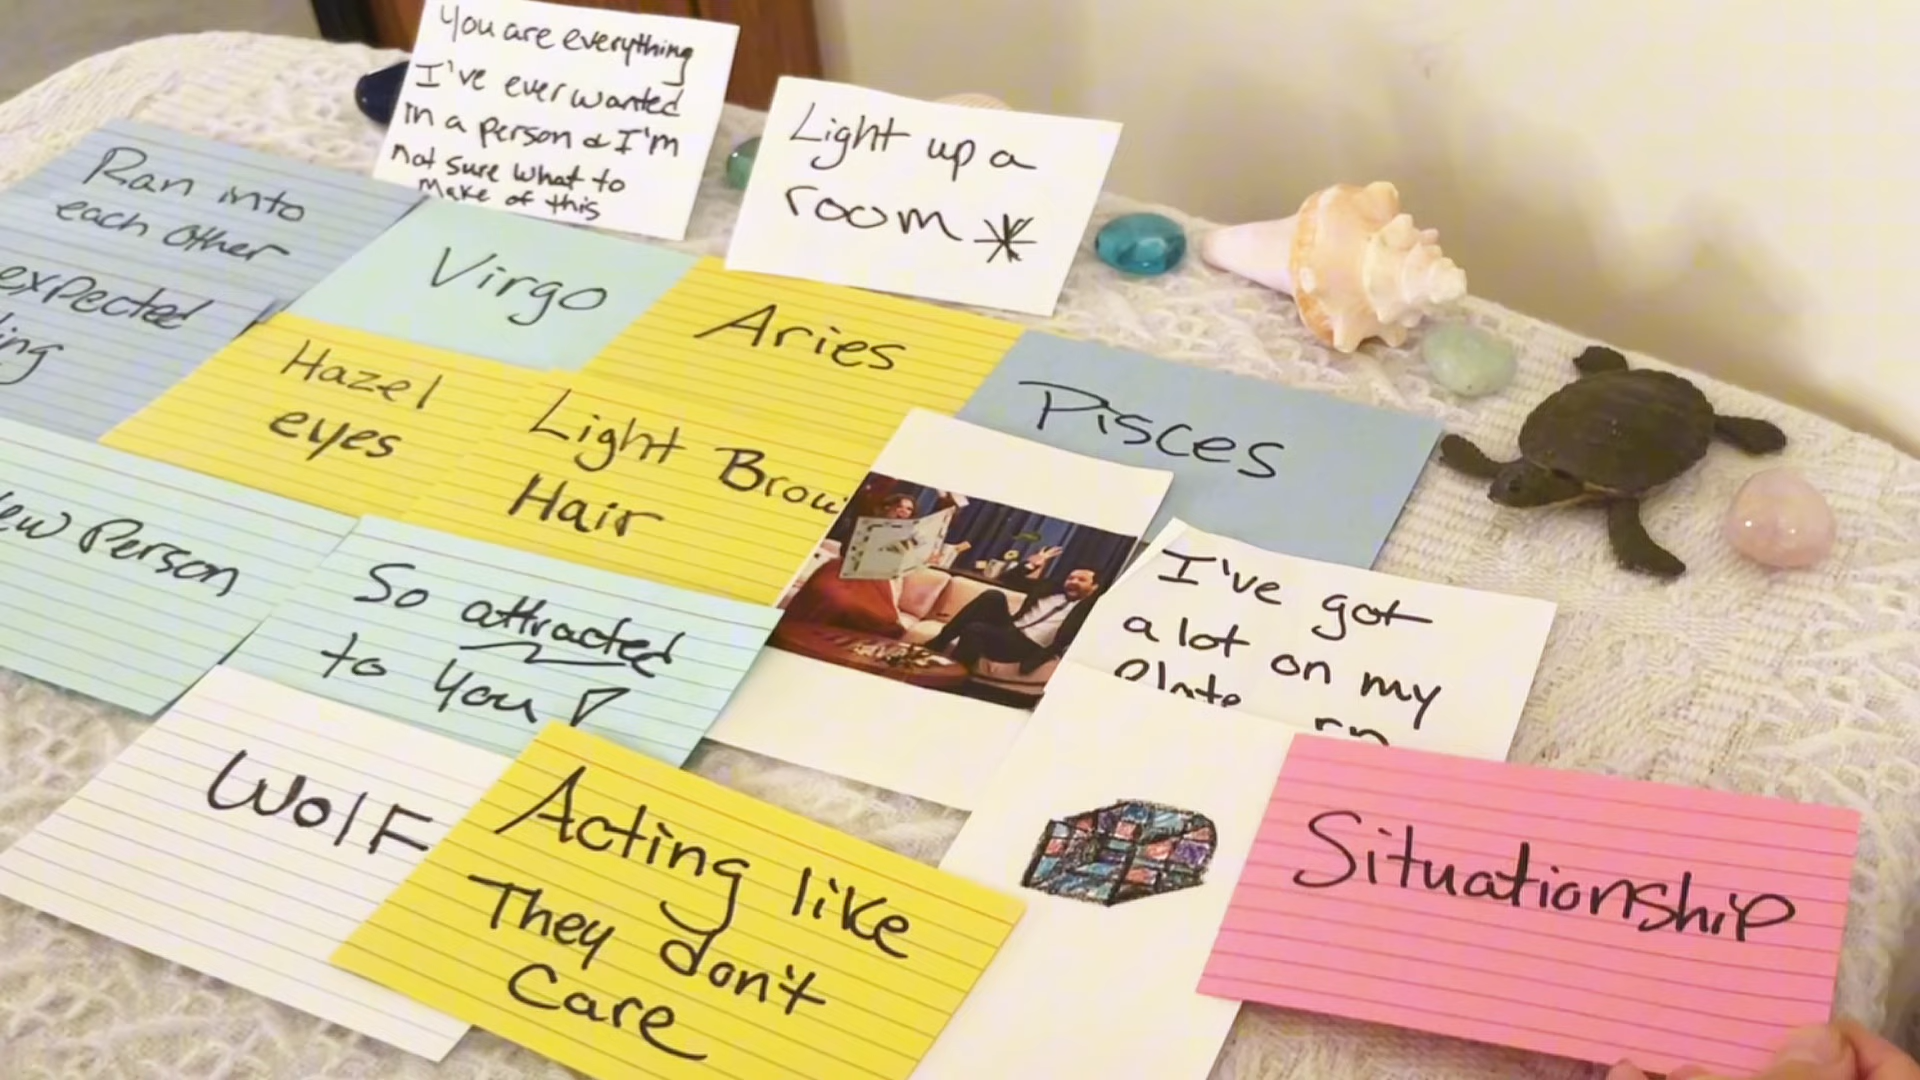 You are everything
I've ever wanted
in a person & I'm
not sure what to
make of this
Light up a
room *
Ran into
each other
expected
Virgo
Aries
Pisces
Hazel
eyes
Light Brow
Hair
Person
So attracted
to you!
I've got
a lot on my
Plate rn
Wolf
Acting like
They don't
Care
Situationship